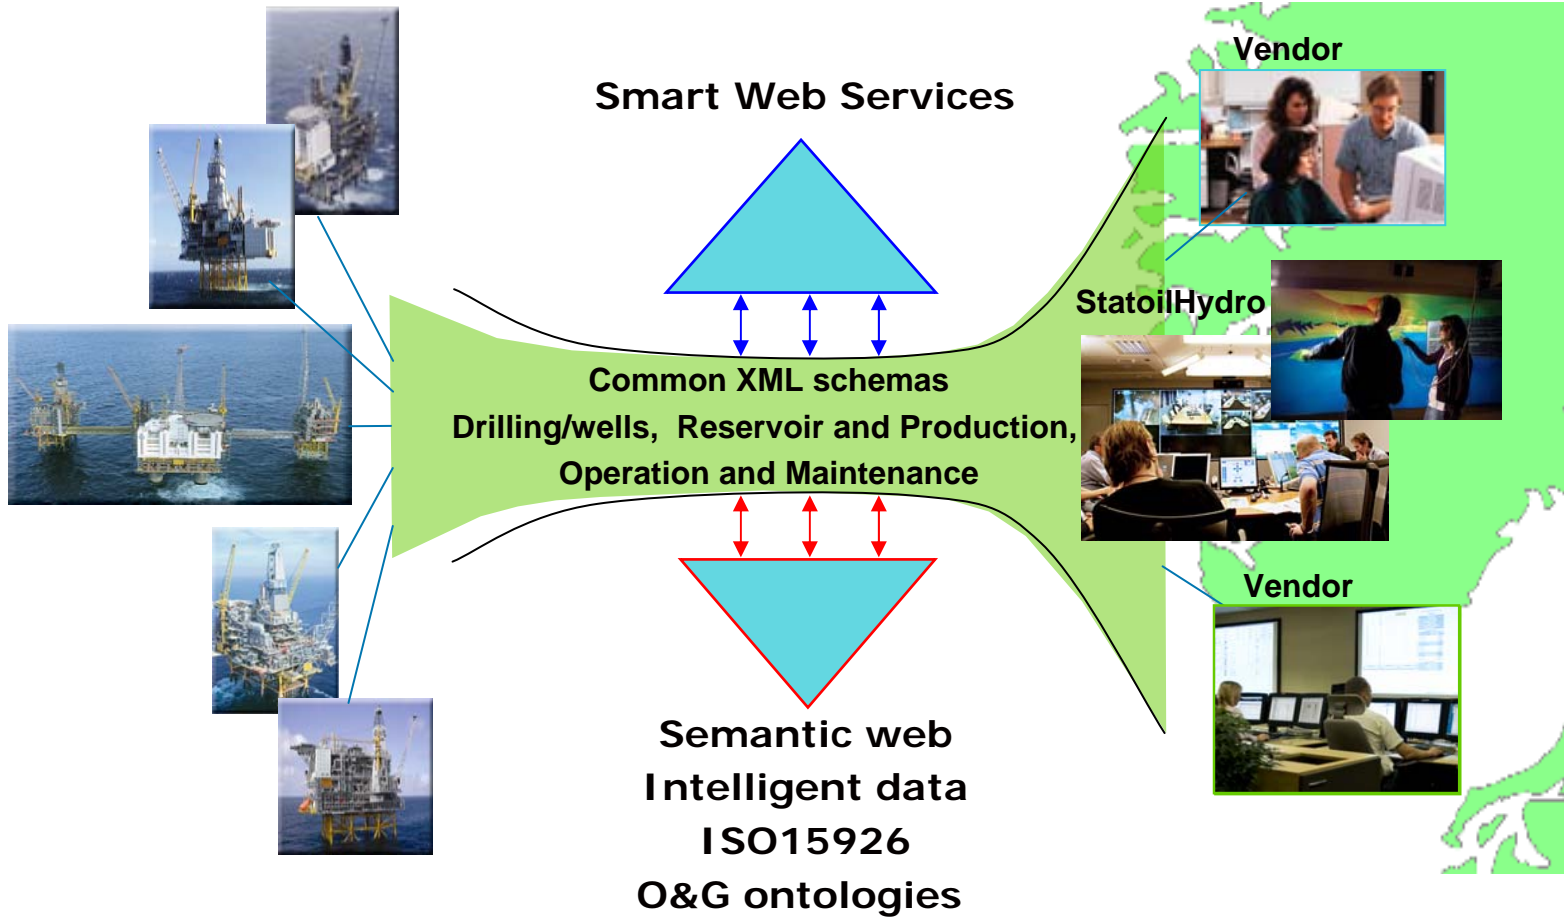 Vendor
Smart Web Services
StatoilHydro
Common XML schemas
Drilling/wells, Reservoir and Production,
Operation and Maintenance
Vendor
Semantic web
Intelligent data
ISO15926
O&G ontologies